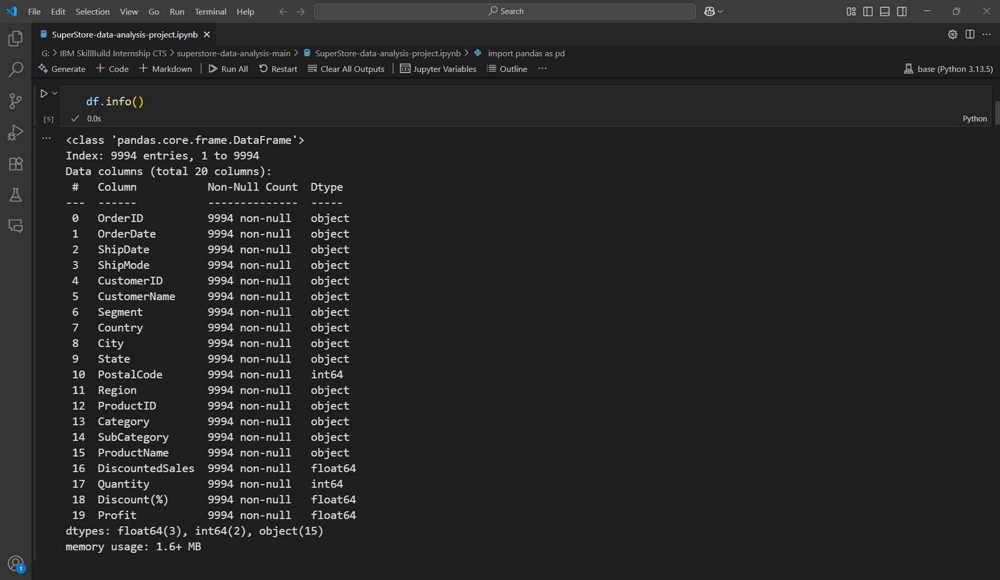 File Edit Selection View Go Run Terminal Help Search
SuperStore-data-analysis-project.ipynb
G: > IBM SkillBuild Internship CTS > superstore-data-analysis-main > SuperStore-data-analysis-project.ipynb > import pandas as pd
Generate + Code + Markdown Run All Restart Clear All Outputs Jupyter Variables Outline ... base (Python 3.13.5)
df.info()
[5] 0.0s Python
<class 'pandas.core.frame.DataFrame'>
Index: 9994 entries, 1 to 9994
Data columns (total 20 columns):
 #   Column           Non-Null Count  Dtype
---  ------           --------------  -----
 0   OrderID          9994 non-null   object
 1   OrderDate        9994 non-null   object
 2   ShipDate         9994 non-null   object
 3   ShipMode         9994 non-null   object
 4   CustomerID       9994 non-null   object
 5   CustomerName     9994 non-null   object
 6   Segment          9994 non-null   object
 7   Country          9994 non-null   object
 8   City             9994 non-null   object
 9   State            9994 non-null   object
 10  PostalCode       9994 non-null   int64
 11  Region           9994 non-null   object
 12  ProductID        9994 non-null   object
 13  Category         9994 non-null   object
 14  SubCategory      9994 non-null   object
 15  ProductName      9994 non-null   object
 16  DiscountedSales  9994 non-null   float64
 17  Quantity         9994 non-null   int64
 18  Discount(%)      9994 non-null   float64
 19  Profit           9994 non-null   float64
dtypes: float64(3), int64(2), object(15)
memory usage: 1.6+ MB
1